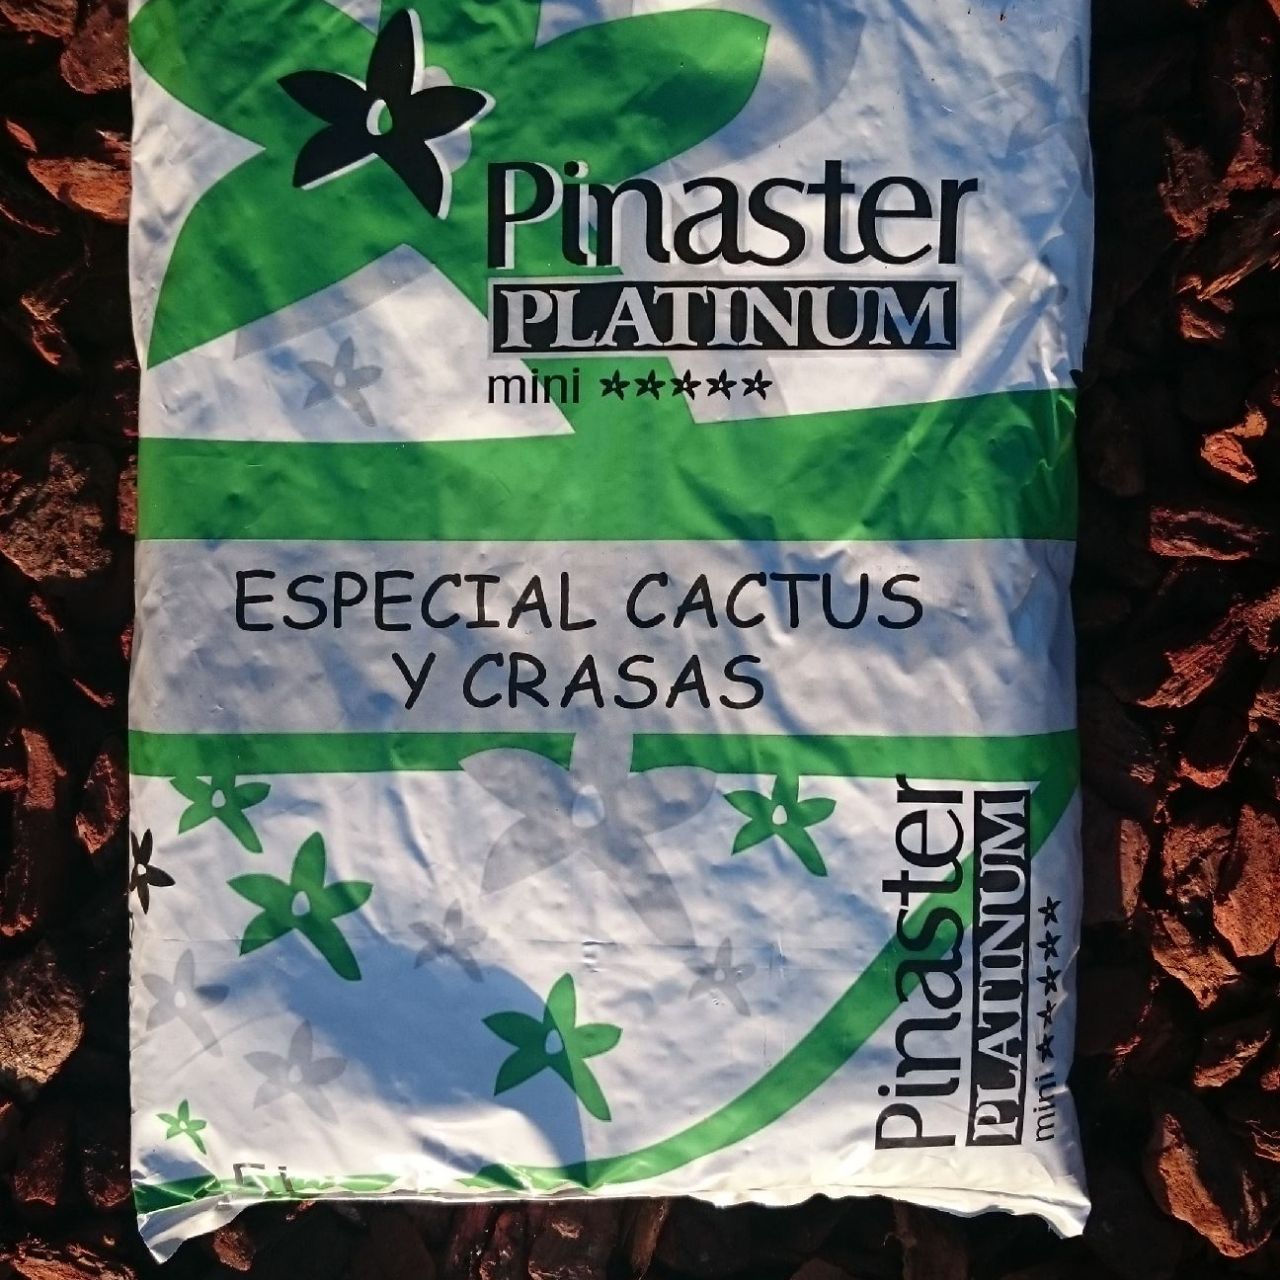 Pinaster
PLATINUM
mini ★★★★★
ESPECIAL CACTUS
Y CRASAS
Pinaster
PLATINUM
mini ★★★★★